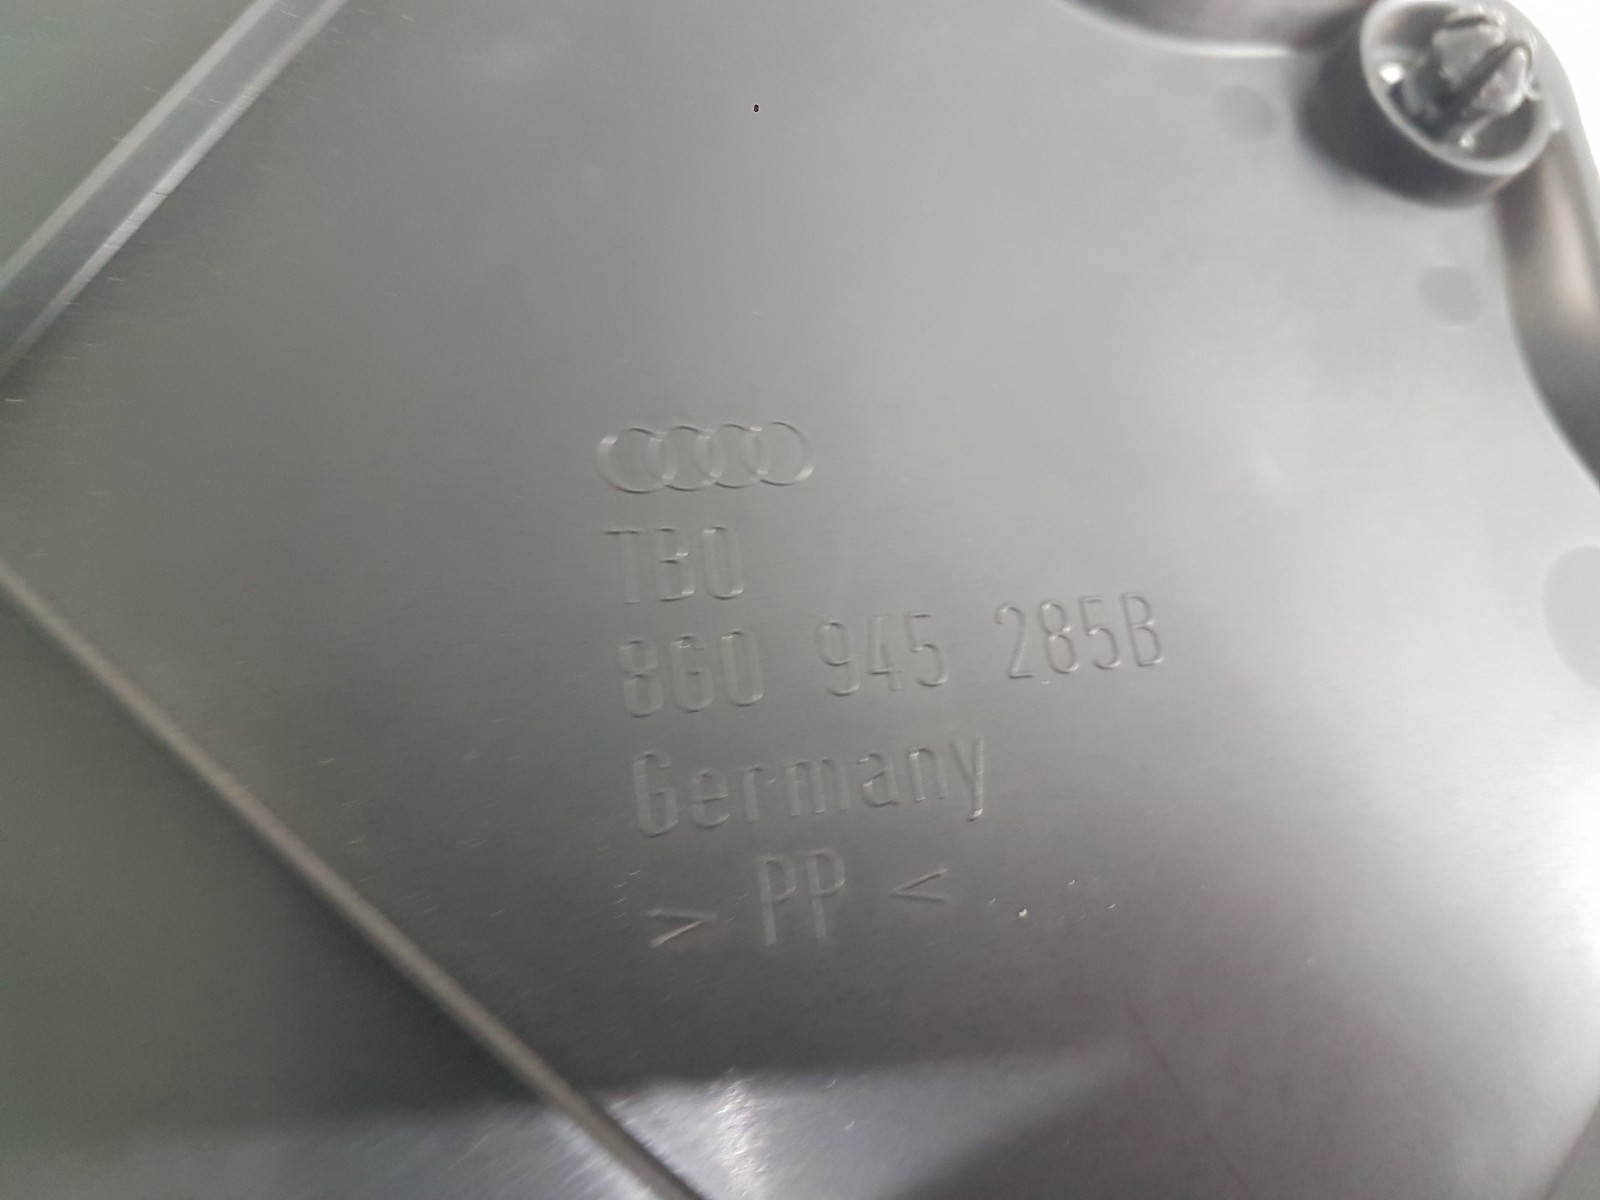 TBO
8G0 945 285B
Germany
> PP <